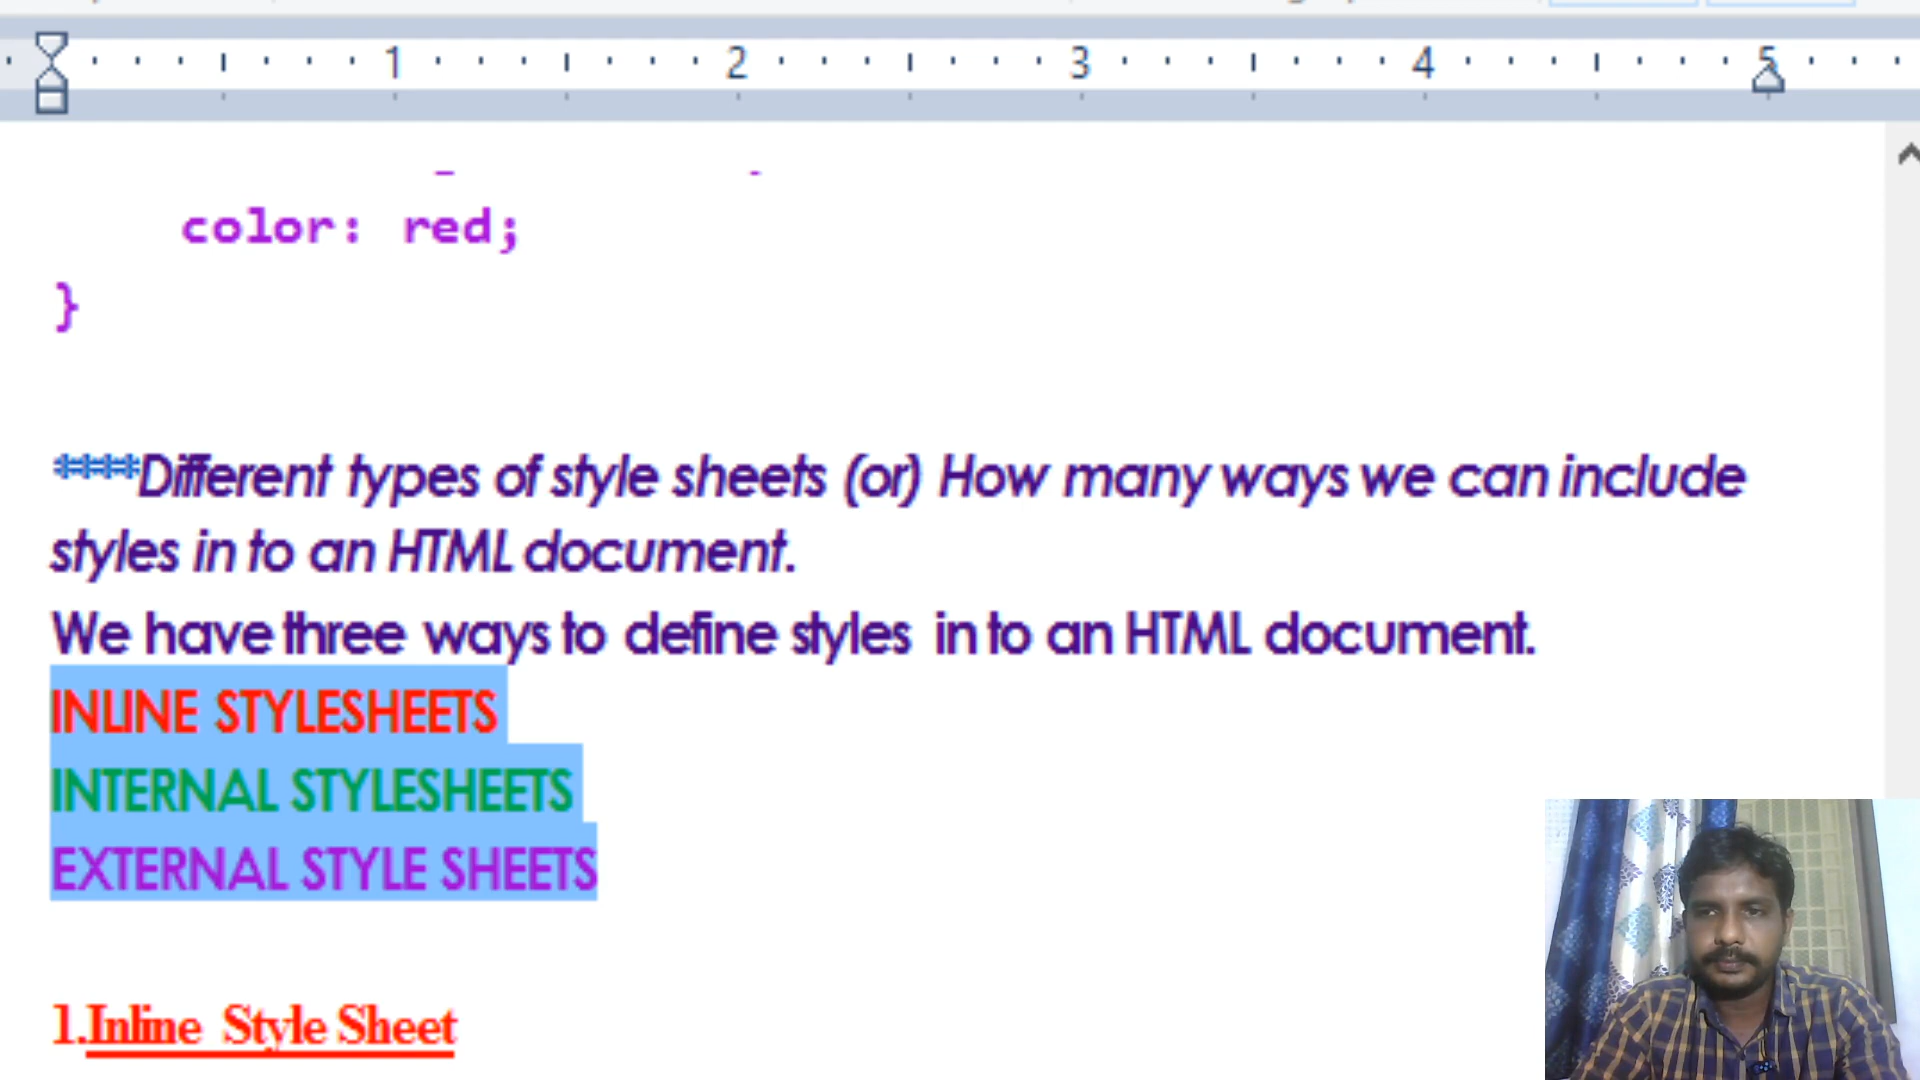 1 2 3 4 5
color: red;
}
****Different types of style sheets (or) How many ways we can include
styles in to an HTML document.
We have three ways to define styles in to an HTML document.
INLINE STYLESHEETS
INTERNAL STYLESHEETS
EXTERNAL STYLE SHEETS
1.Inline Style Sheet